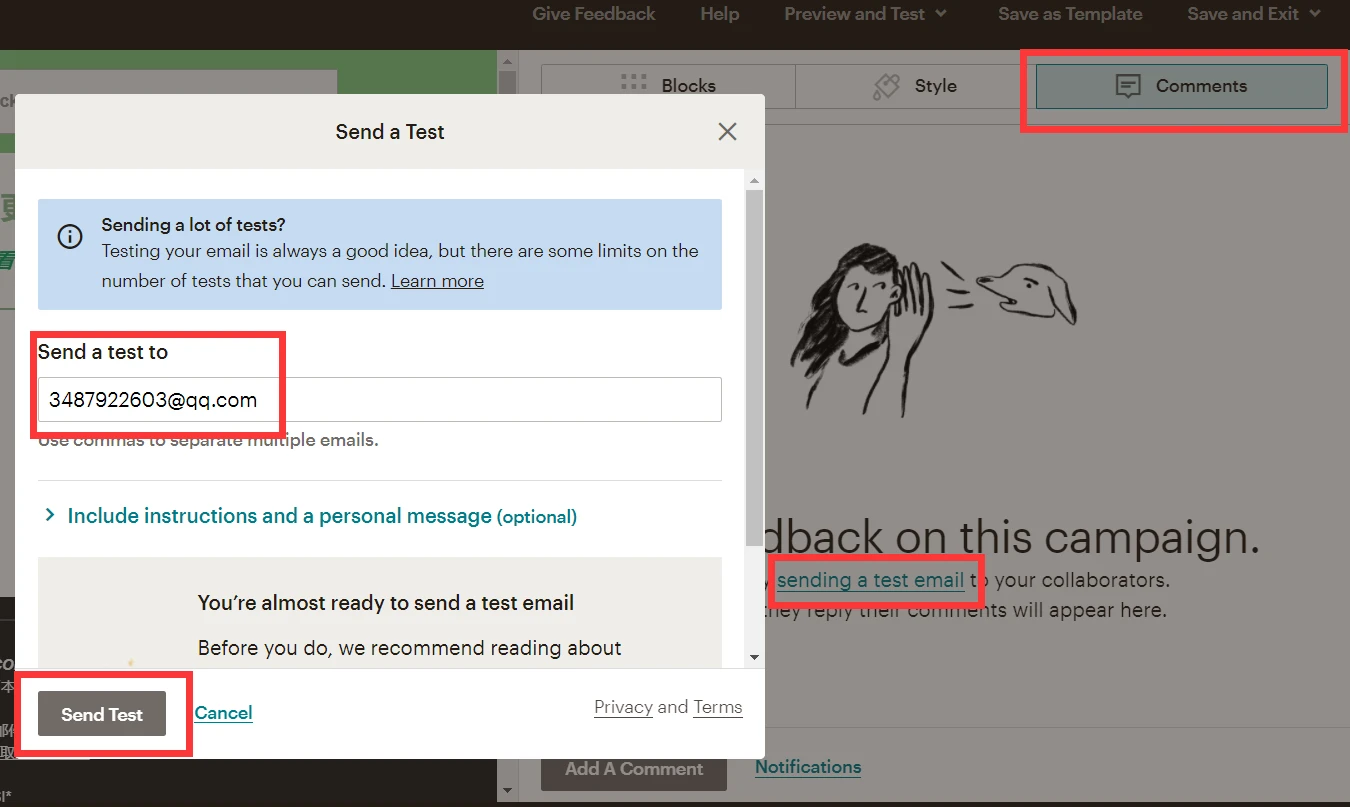 Give Feedback
Help
Preview and Test
Save as Template
Save and Exit
Blocks
Style
Comments
Send a Test
Sending a lot of tests?
Testing your email is always a good idea, but there are some limits on the
number of tests that you can send. Learn more
Send a test to
3487922603@qq.com
Use commas to separate multiple emails.
Include instructions and a personal message (optional)
You're almost ready to send a test email
Before you do, we recommend reading about
Send Test
Cancel
Privacy and Terms
dback on this campaign.
sending a test email to your collaborators.
they reply their comments will appear here.
Add A Comment
Notifications